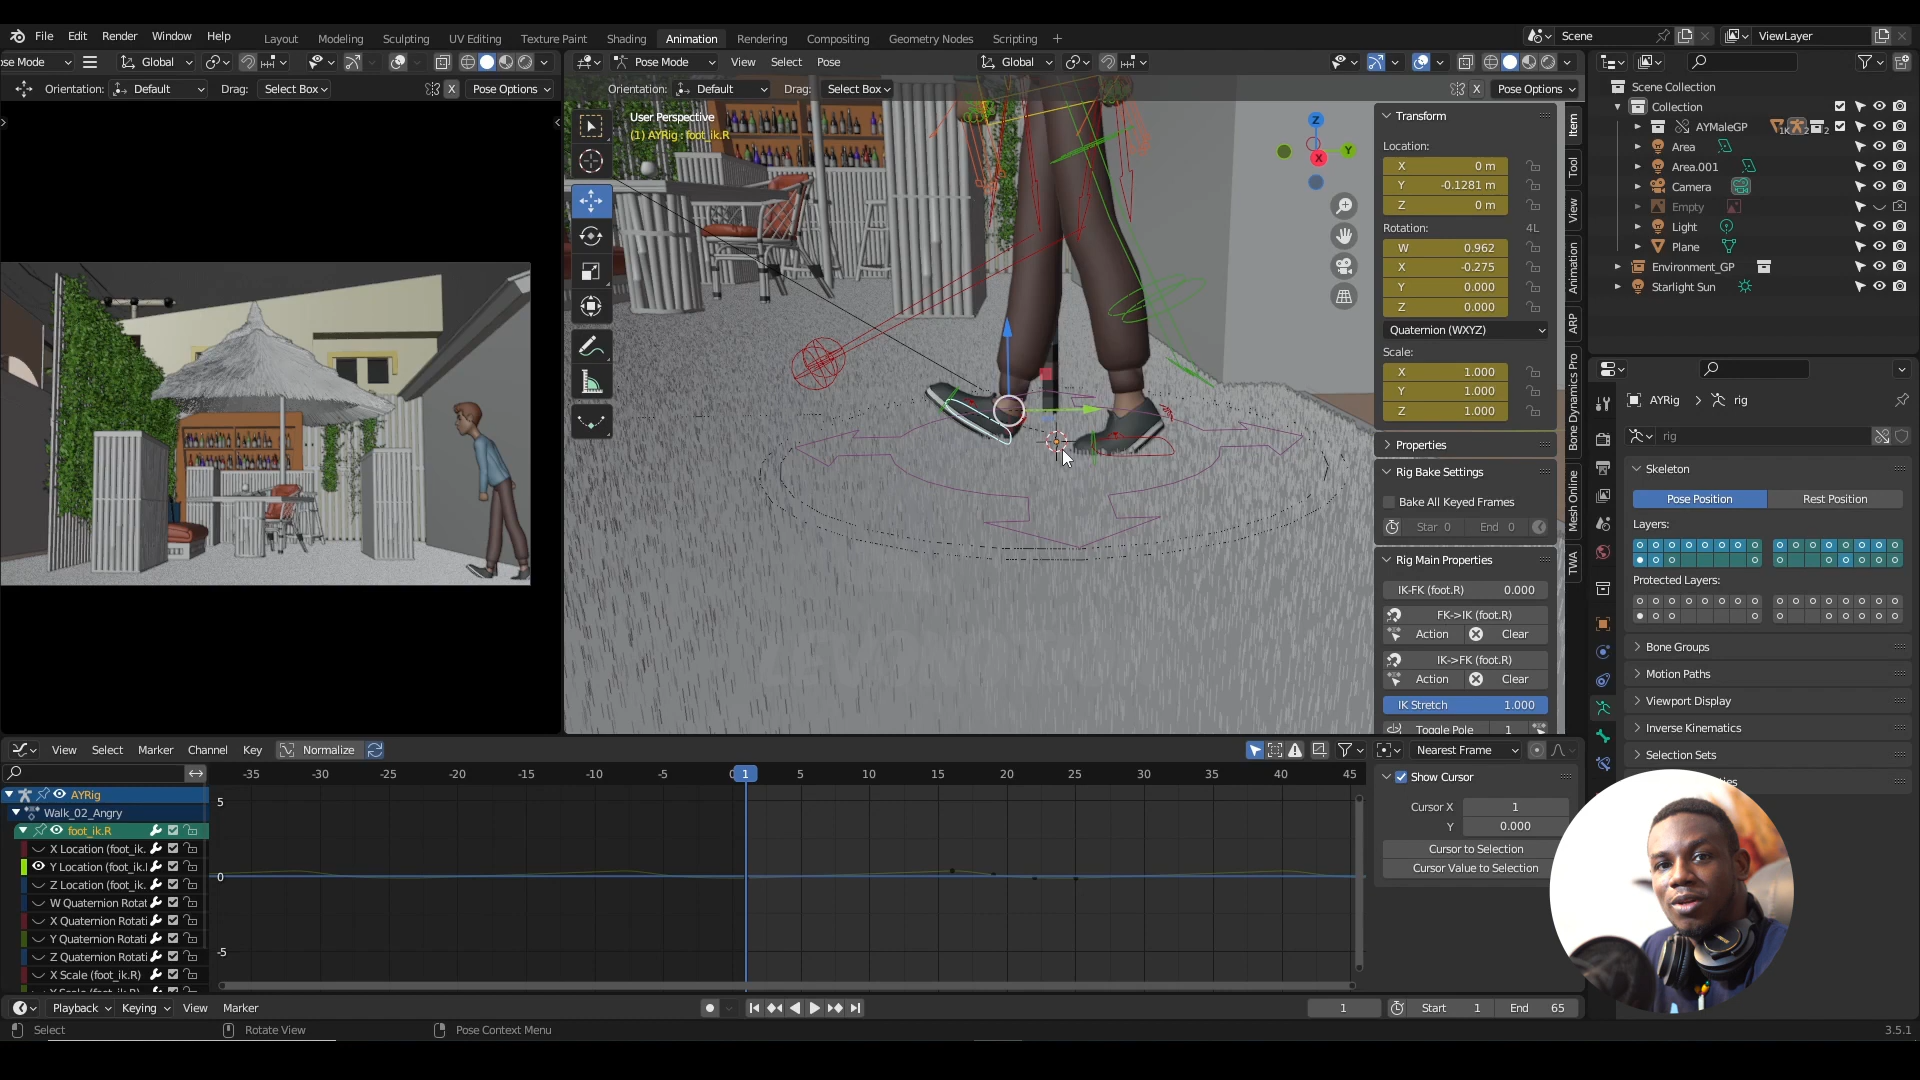 File Edit Render Window Help
Layout Modeling Sculpting UV Editing Texture Paint Shading Animation Rendering Compositing Geometry Nodes Scripting +
Scene
ViewLayer
ose Mode
Global
Pose Mode View Select Pose
Global
Orientation: Default Drag: Select Box X Pose Options
Orientation: Default Drag: Select Box X Pose Options
User Perspective
(1) AYRig : foot_ik.R
Z
Y
X
Transform
Location:
X 0 m
Y -0.1281 m
Z 0 m
Rotation: 4L
W 0.962
X -0.275
Y 0.000
Z 0.000
Quaternion (WXYZ)
Scale:
X 1.000
Y 1.000
Z 1.000
Properties
Rig Bake Settings
Bake All Keyed Frames
Star 0 End 0
Rig Main Properties
IK-FK (foot.R) 0.000
FK->IK (foot.R)
Action Clear
IK->FK (foot.R)
Action Clear
IK Stretch 1.000
Toggle Pole 1
Item
Tool
View
Animation
ARP
Bone Dynamics Pro
Mesh Online
TWA
Scene Collection
Collection
AYMaleGP 2
Area
Area.001
Camera
Empty
Light
Plane
Environment_GP
Starlight Sun
AYRig > rig
rig
Skeleton
Pose Position Rest Position
Layers:
Protected Layers:
Bone Groups
Motion Paths
Viewport Display
Inverse Kinematics
Selection Sets
View Select Marker Channel Key Normalize
Nearest Frame
-35 -30 -25 -20 -15 -10 -5 0 1 5 10 15 20 25 30 35 40 45
5
0
-5
AYRig
Walk_02_Angry
foot_ik.R
X Location (foot_ik.
Y Location (foot_ik.I
Z Location (foot_ik.
W Quaternion Rotat
X Quaternion Rotati
Y Quaternion Rotati
Z Quaternion Rotati
X Scale (foot_ik.R)
Show Cursor
Cursor X 1
Y 0.000
Cursor to Selection
Cursor Value to Selection
Playback Keying View Marker
1 Start 1 End 65
Select Rotate View Pose Context Menu
3.5.1